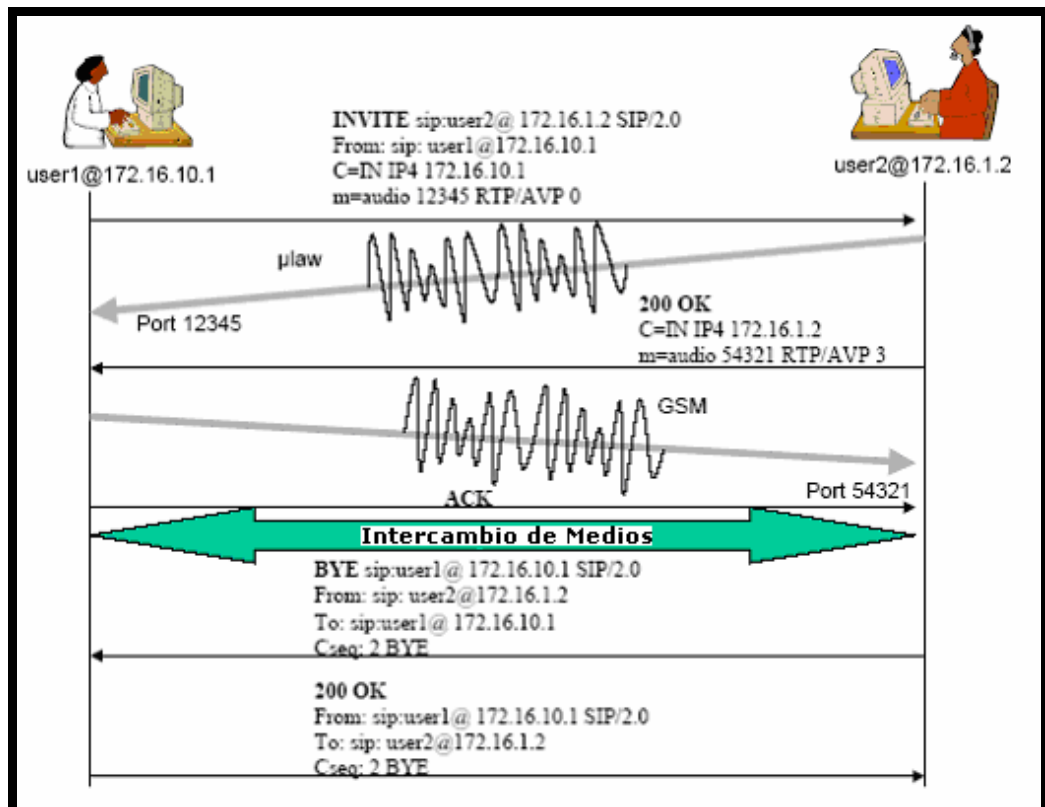 user1@172.16.10.1
user2@172.16.1.2
INVITE sip:user2@ 172.16.1.2 SIP/2.0
From: sip: user1@172.16.10.1
C=IN IP4 172.16.10.1
m=audio 12345 RTP/AVP 0
µlaw
Port 12345
200 OK
C=IN IP4 172.16.1.2
m=audio 54321 RTP/AVP 3
GSM
Port 54321
ACK
Intercambio de Medios
BYE sip:user1@ 172.16.10.1 SIP/2.0
From: sip: user2@172.16.1.2
To: sip:user1@ 172.16.10.1
Cseq: 2 BYE
200 OK
From: sip:user1@ 172.16.10.1 SIP/2.0
To: sip: user2@172.16.1.2
Cseq: 2 BYE